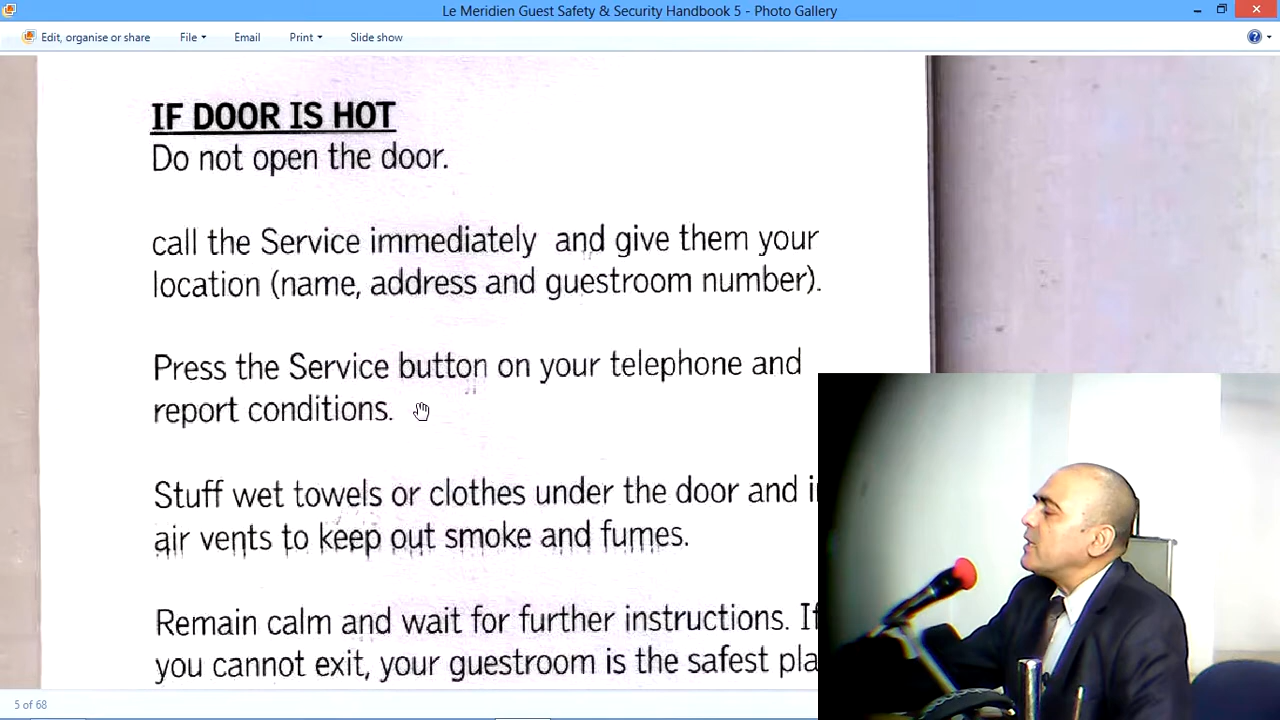 Le Meridien Guest Safety & Security Handbook 5 - Photo Gallery
Edit, organise or share File Email Print Slide show
IF DOOR IS HOT
Do not open the door.
call the Service immediately and give them your
location (name, address and guestroom number).
Press the Service button on your telephone and
report conditions.
Stuff wet towels or clothes under the door and
air vents to keep out smoke and fumes.
Remain calm and wait for further instructions. If
you cannot exit, your guestroom is the safest
5 of 68